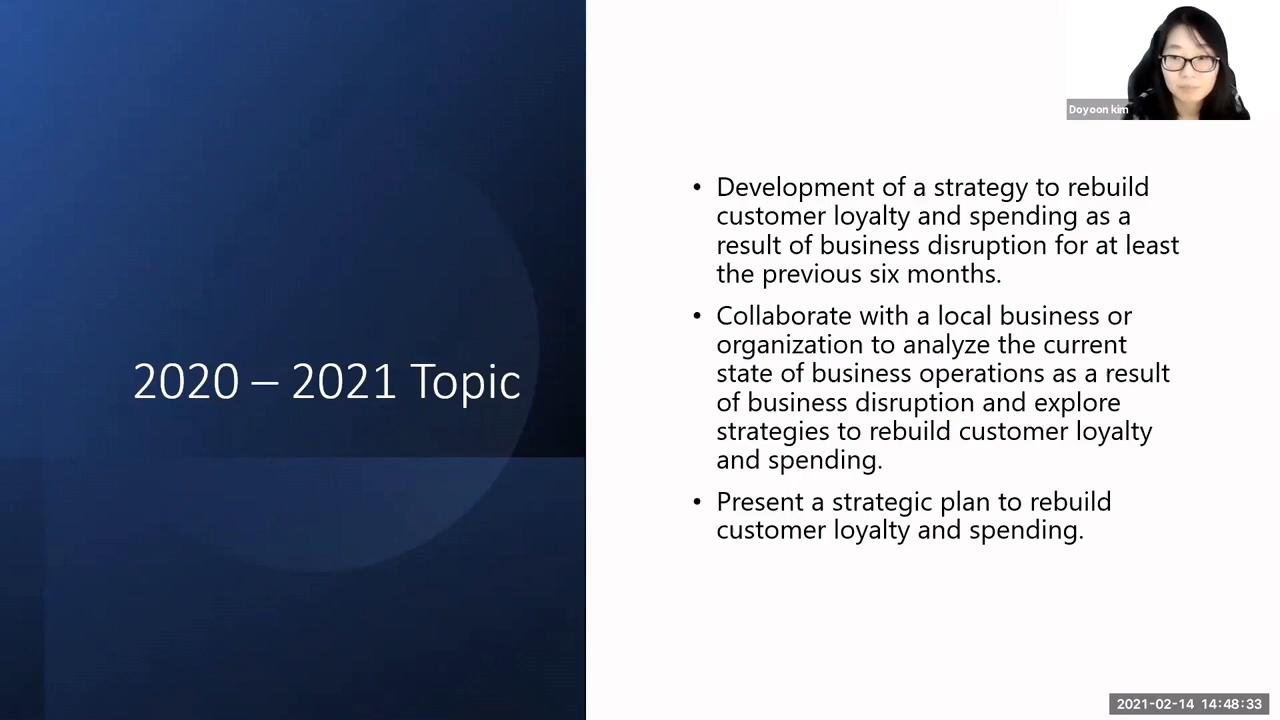 Doyoon kim
2020 – 2021 Topic
• Development of a strategy to rebuild
customer loyalty and spending as a
result of business disruption for at least
the previous six months.
• Collaborate with a local business or
organization to analyze the current
state of business operations as a result
of business disruption and explore
strategies to rebuild customer loyalty
and spending.
• Present a strategic plan to rebuild
customer loyalty and spending.
2021-02-14 14:48:33